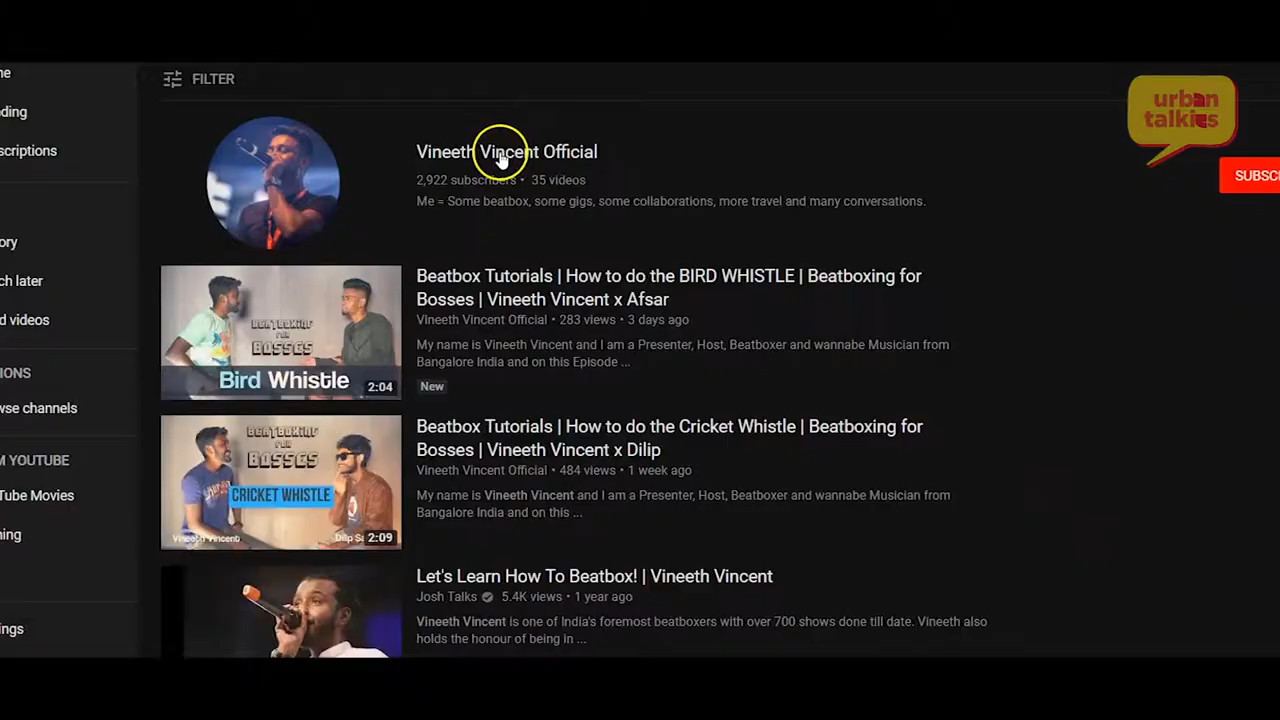 ne
FILTER
urban
talkies
nding
Vineeth Vincent Official
scriptions
2,922 subscribers • 35 videos
SUBSC
Me = Some beatbox, some gigs, some collaborations, more travel and many conversations.
ory
ch later
d videos
IONS
wse channels
M YOUTUBE
Tube Movies
ning
ings
BEATBOXING
FOR
BOSSES
Bird Whistle
2:04
Beatbox Tutorials | How to do the BIRD WHISTLE | Beatboxing for
Bosses | Vineeth Vincent x Afsar
Vineeth Vincent Official • 283 views • 3 days ago
My name is Vineeth Vincent and I am a Presenter, Host, Beatboxer and wannabe Musician from
Bangalore India and on this Episode ...
New
BEATBOXING
FOR
BOSSES
CRICKET WHISTLE
Vineeth Vincent
Dilip
2:09
Beatbox Tutorials | How to do the Cricket Whistle | Beatboxing for
Bosses | Vineeth Vincent x Dilip
Vineeth Vincent Official • 484 views • 1 week ago
My name is Vineeth Vincent and I am a Presenter, Host, Beatboxer and wannabe Musician from
Bangalore India and on this ...
Let's Learn How To Beatbox! | Vineeth Vincent
Josh Talks 5.4K views • 1 year ago
Vineeth Vincent is one of India's foremost beatboxers with over 700 shows done till date. Vineeth also
holds the honour of being in ...